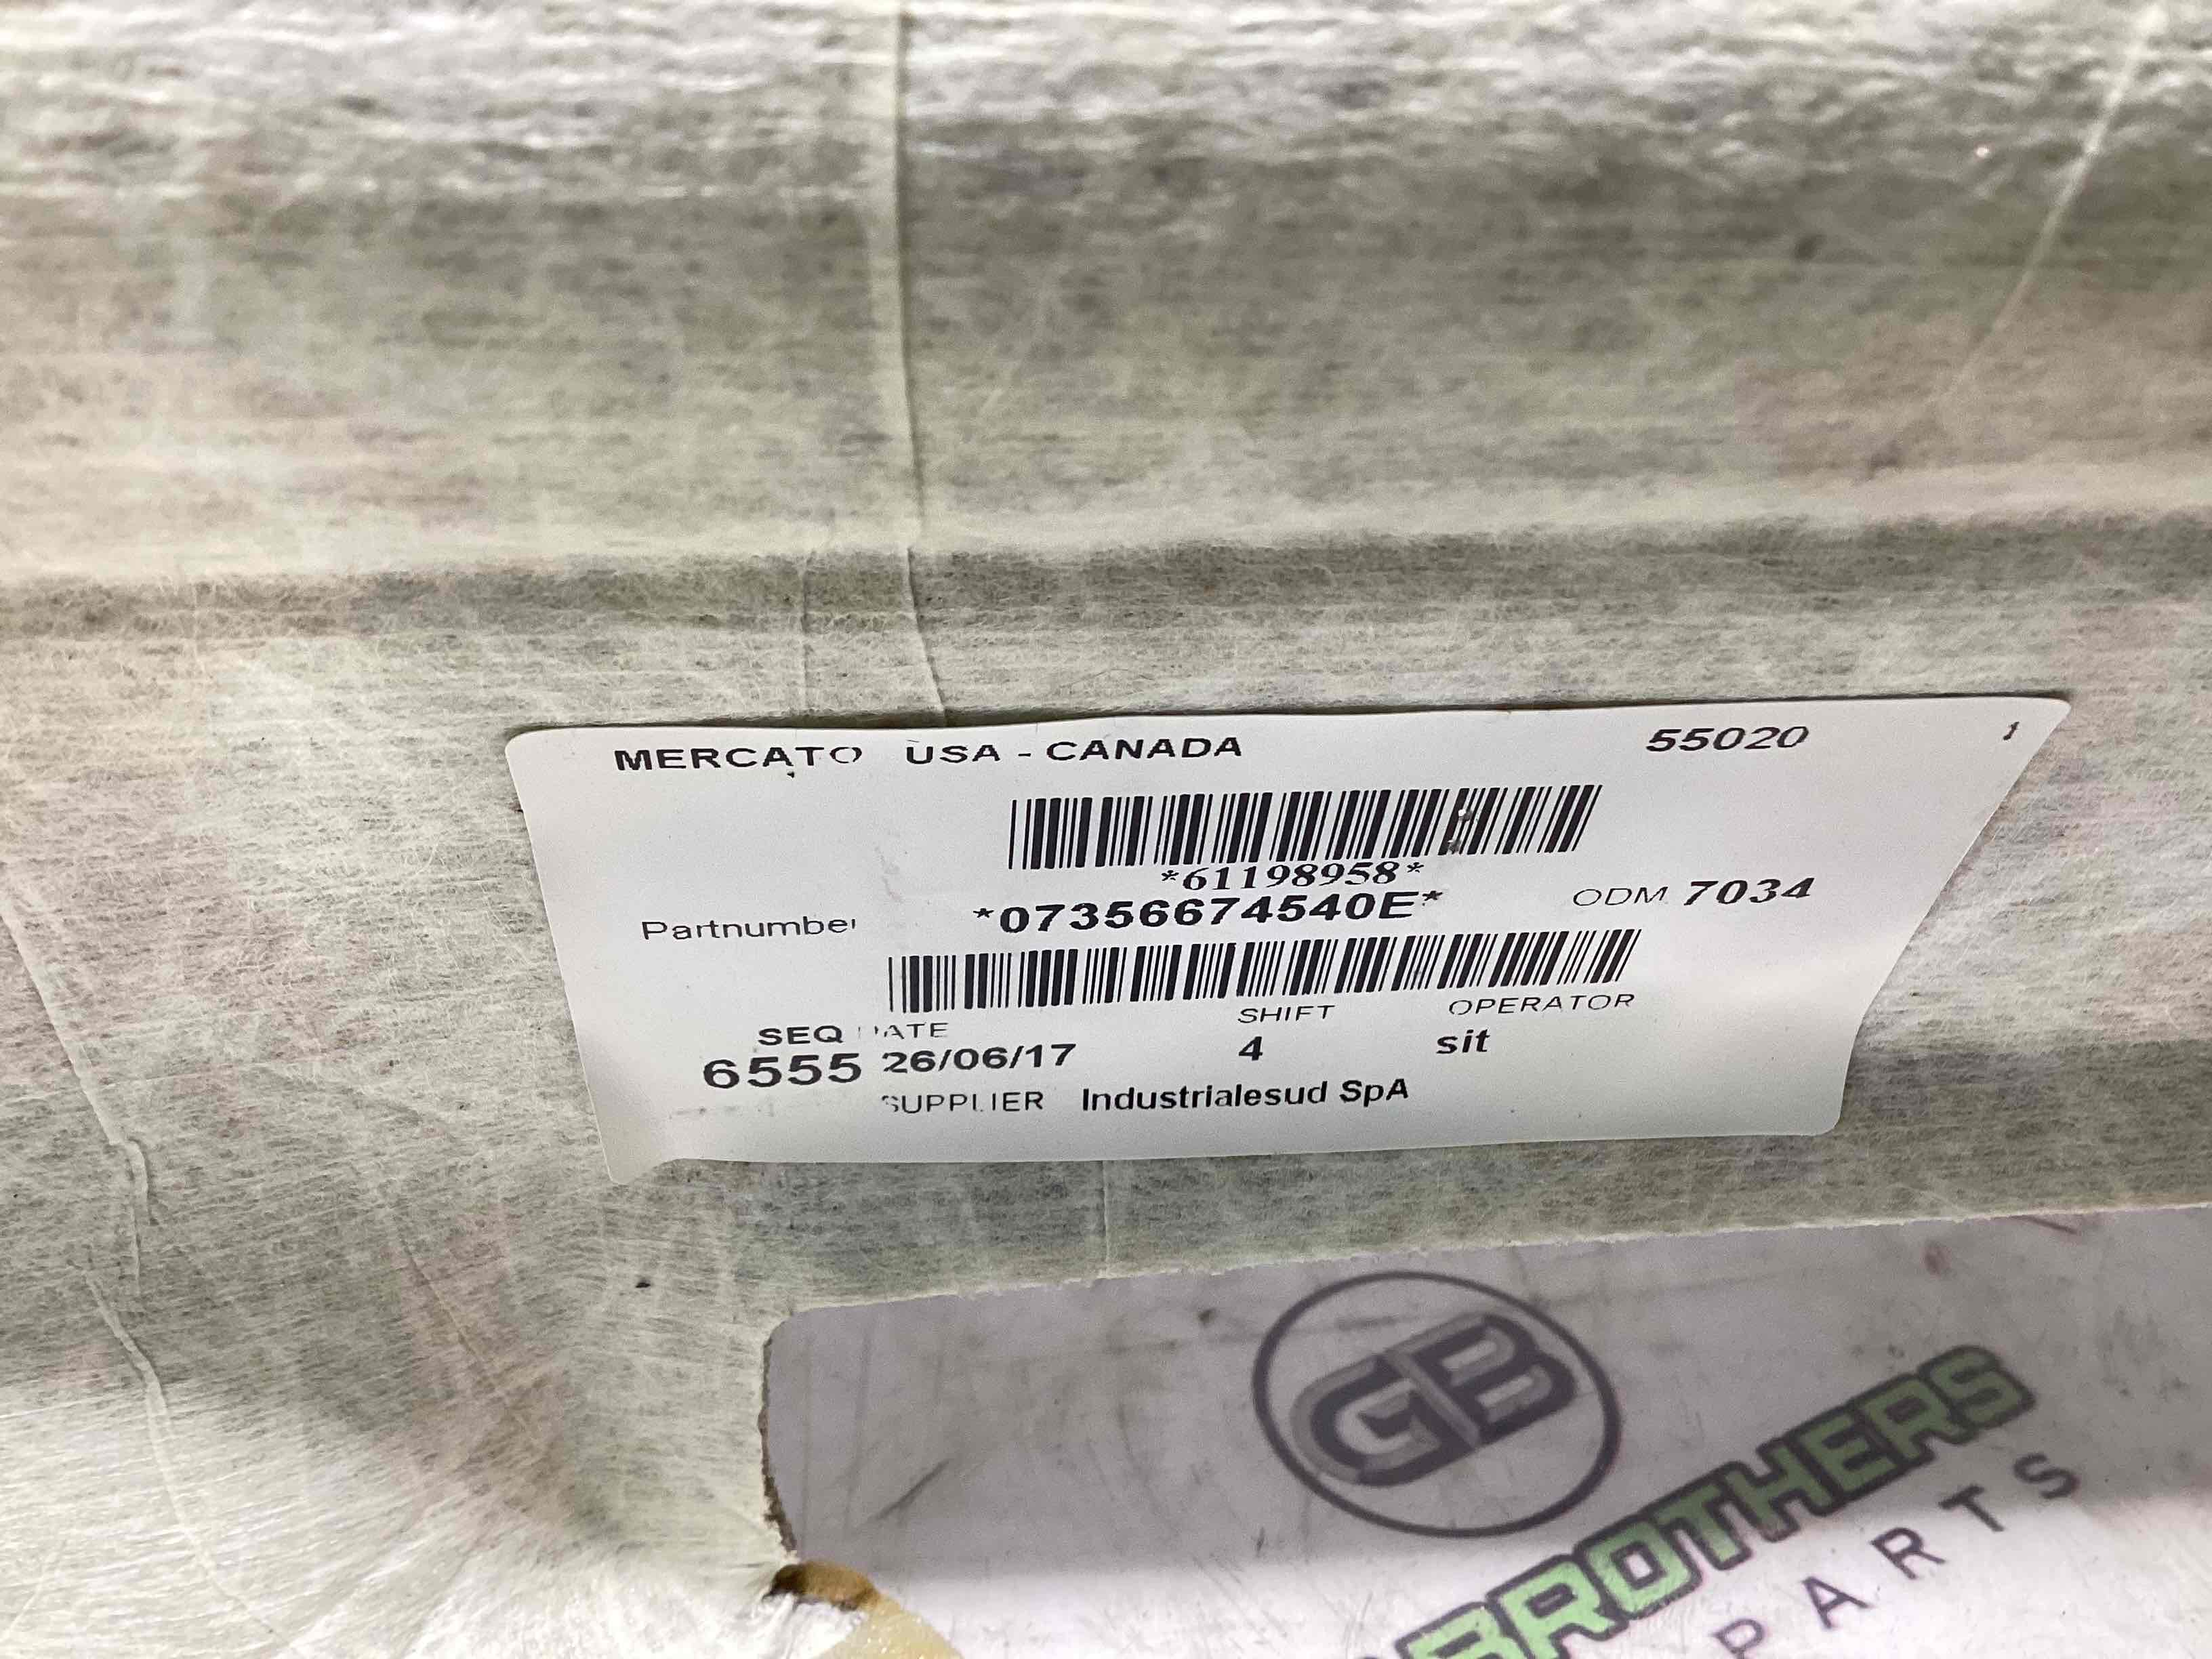 MERCATO USA - CANADA 55020 1
*61198958*
Partnumber *07356674540E* ODM 7034
SEQ DATE SHIFT OPERATOR
6555 26/06/17 4 sit
SUPPLIER Industrialesud SpA
GB
BROTHERS
PARTS